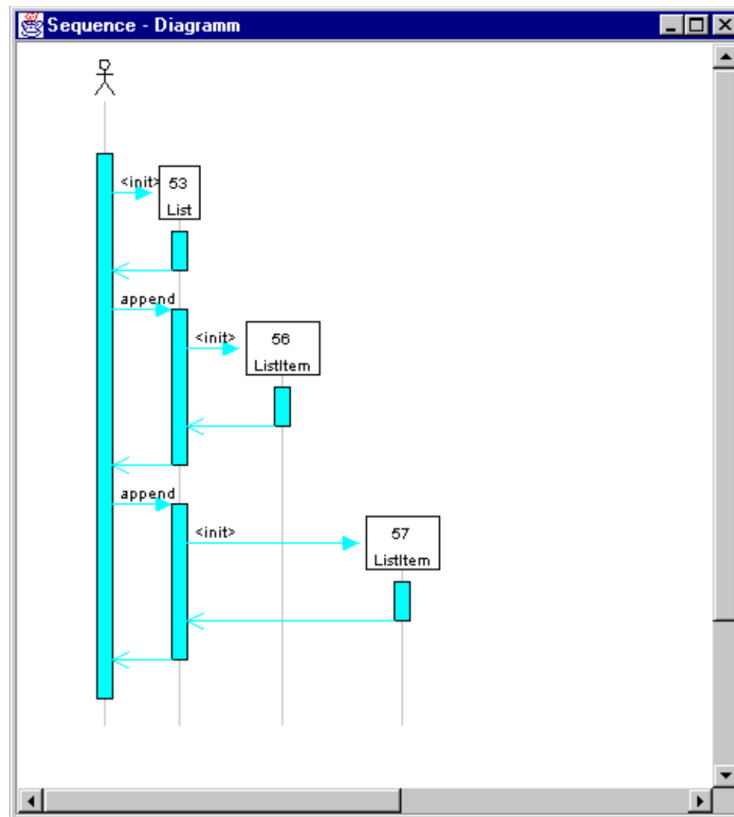 Sequence - Diagramm
<init> 53
List
append
<init> 56
ListItem
append
<init> 57
ListItem